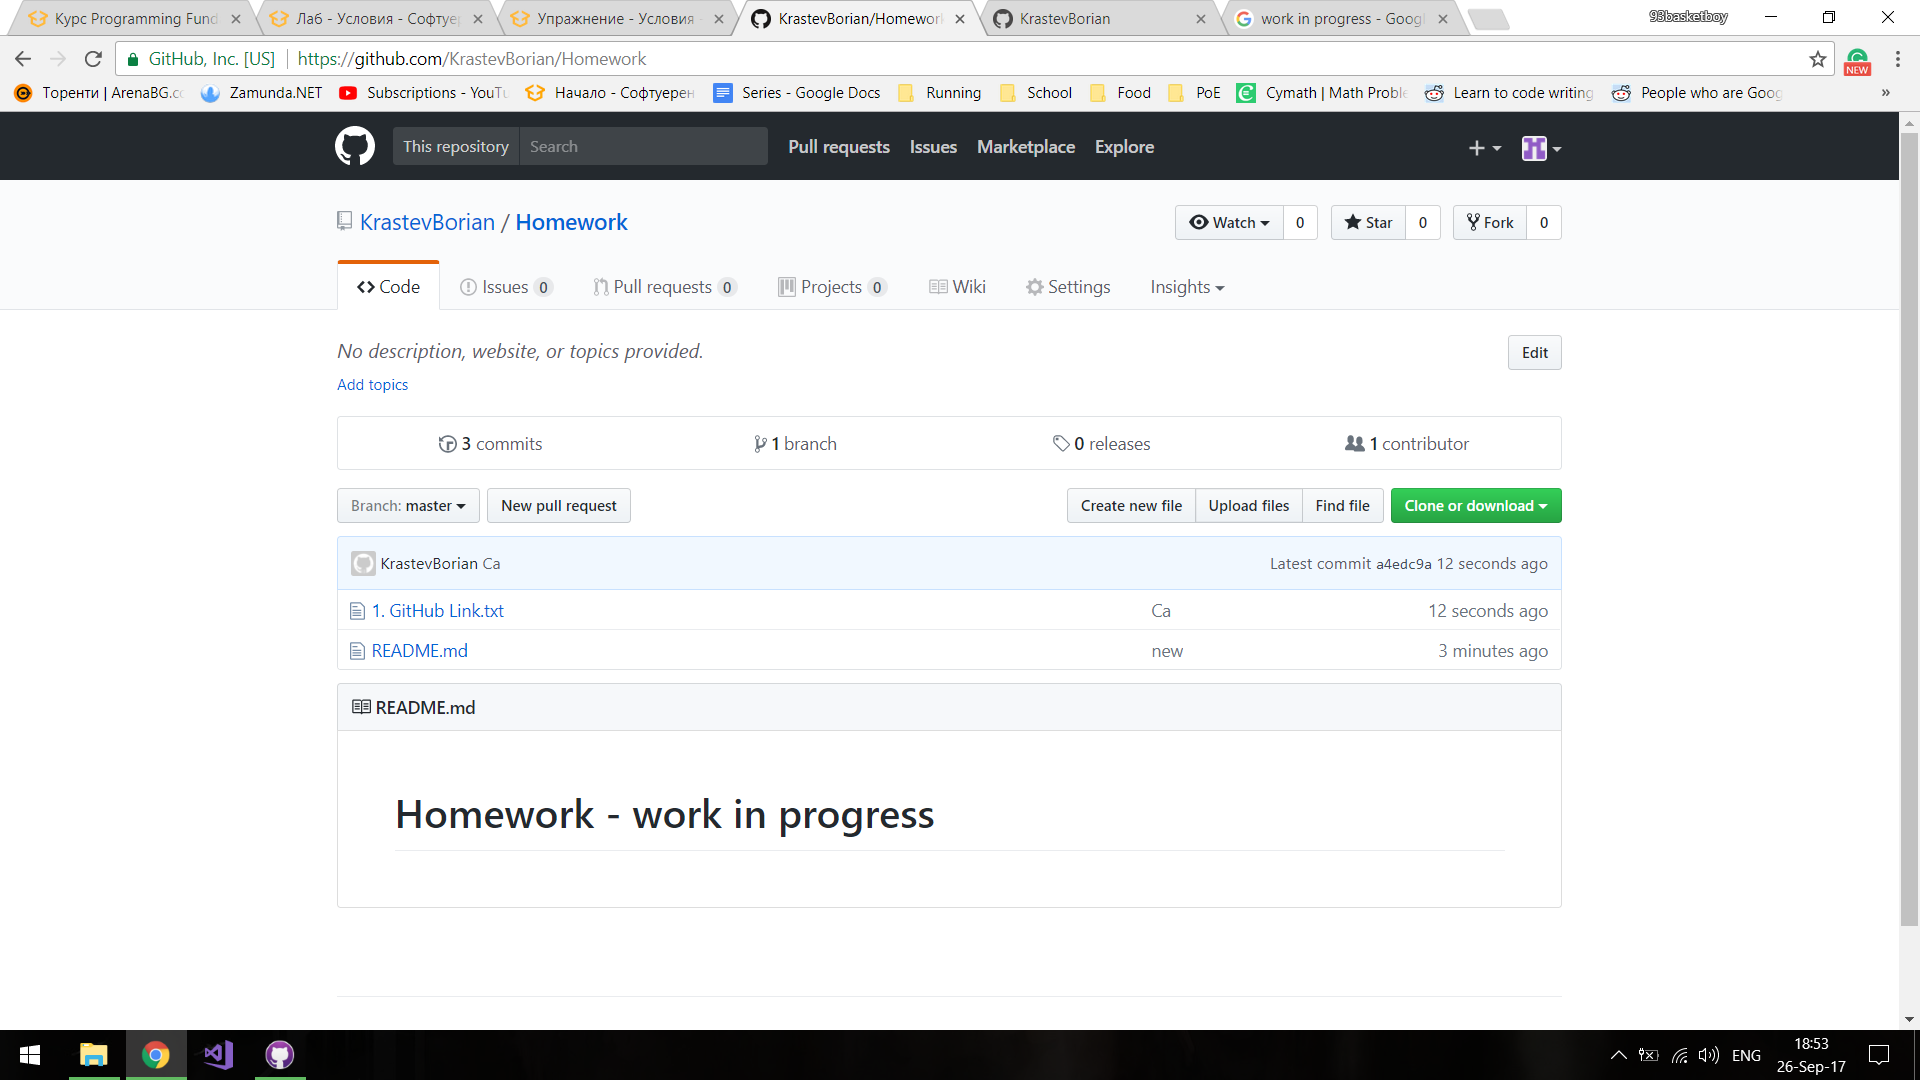 Курс Programming Fund
Лаб - Условия - Софтуе
Упражнение - Условия -
KrastevBorian/Homework
KrastevBorian
work in progress - Goog
93basketboy
GitHub, Inc. [US] https://github.com/KrastevBorian/Homework
NEW
Торенти | ArenaBG.c
Zamunda.NET
Subscriptions - YouTu
Начало - Софтуерен
Series - Google Docs
Running
School
Food
PoE
Cymath | Math Proble
Learn to code writing
People who are Goog
»
This repository Search Pull requests Issues Marketplace Explore
KrastevBorian / Homework
Watch 0 Star 0 Fork 0
Code Issues 0 Pull requests 0 Projects 0 Wiki Settings Insights
No description, website, or topics provided.
Edit
Add topics
3 commits 1 branch 0 releases 1 contributor
Branch: master New pull request Create new file Upload files Find file Clone or download
KrastevBorian Ca Latest commit a4edc9a 12 seconds ago
1. GitHub Link.txt Ca 12 seconds ago
README.md new 3 minutes ago
README.md
Homework - work in progress
ENG
18:53
26-Sep-17